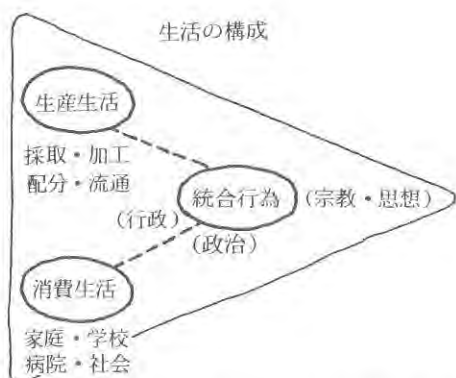 生活の構成
生産生活
採取・加工
配分・流通
統合行為
(宗教・思想)
(行政)
(政治)
消費生活
家庭・学校
病院・社会